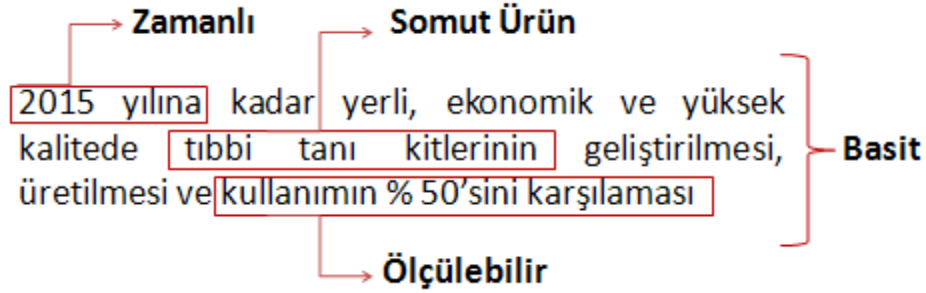 Zamanlı
Somut Ürün
2015 yılına kadar yerli, ekonomik ve yüksek
kalitede tıbbi tanı kitlerinin geliştirilmesi,
üretilmesi ve kullanımın % 50’sini karşılaması
Basit
Ölçülebilir